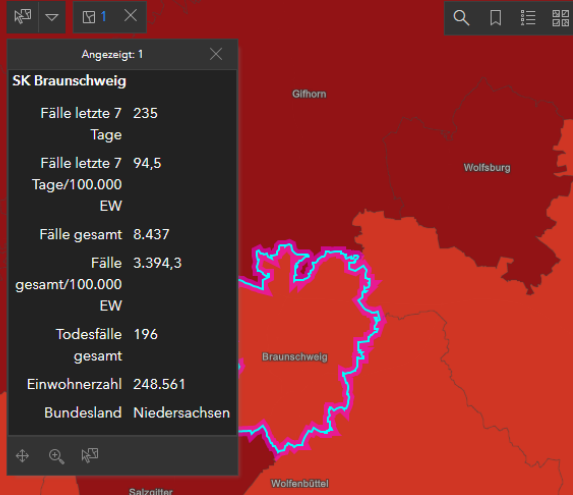 1
Angezeigt: 1
SK Braunschweig
Fälle letzte 7 235
Tage
Fälle letzte 7 94,5
Tage/100.000
EW
Fälle gesamt 8.437
Fälle 3.394,3
gesamt/100.000
EW
Todesfälle 196
gesamt
Einwohnerzahl 248.561
Bundesland Niedersachsen
Gifhorn
Wolfsburg
Braunschweig
Wolfenbüttel
Salzgitter